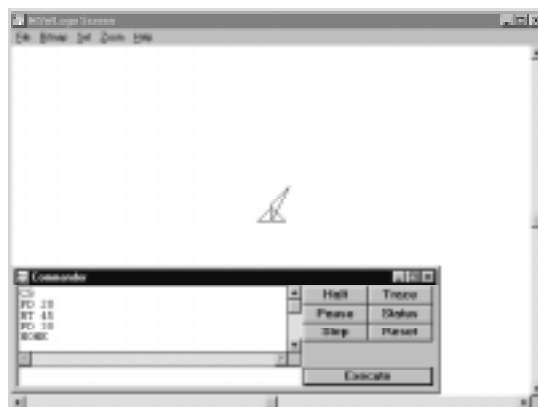 MSWLogo Screen
File Bitmap Set Zoom Help
Commander
CS
FD 20
RT 45
FD 30
HOME
Halt Trace
Pause Status
Step Reset
Execute